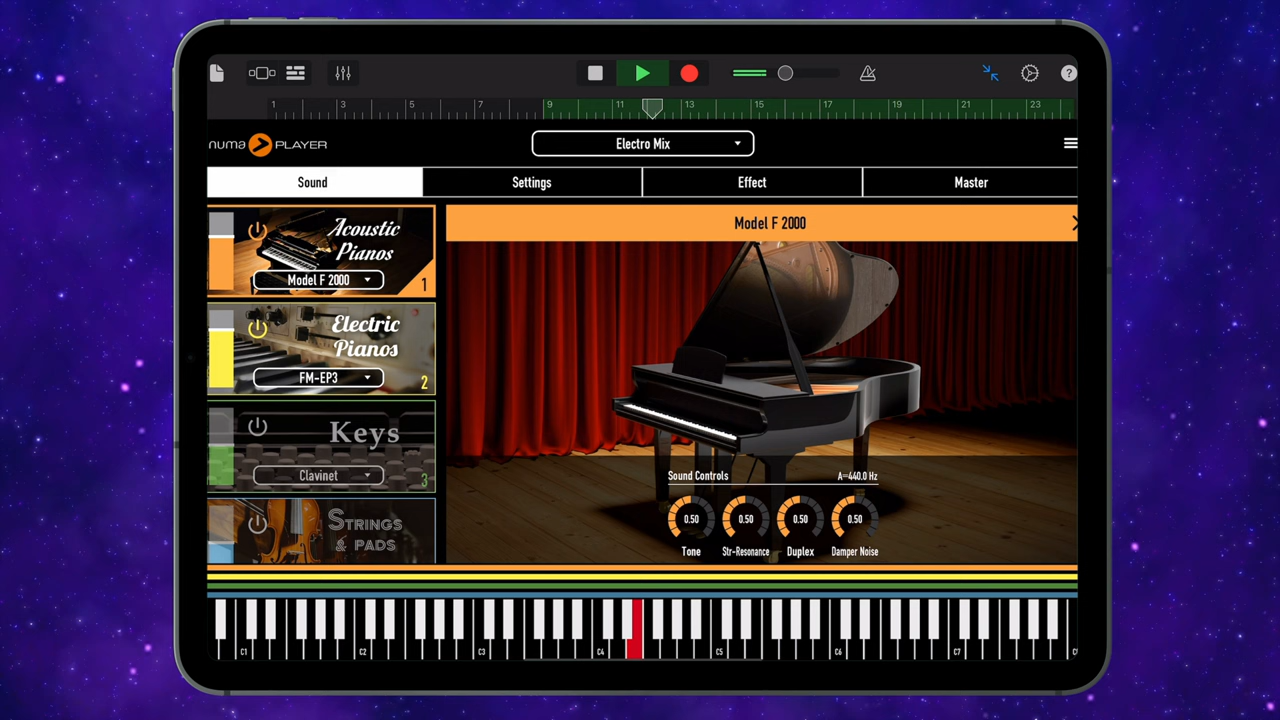 ?
1 3 5 7 9 11 13 15 17 19 21 23
numa PLAYER
Electro Mix
Sound Settings Effect Master
Acoustic
Pianos
Model F 2000
1
Electric
Pianos
FM-EP3
2
Keys
Clavinet
3
Strings
& pads
Model F 2000
Sound Controls A=440.0 Hz
0.50 0.50 0.50 0.50
Tone Str-Resonance Duplex Damper Noise
C1 C2 C3 C4 C5 C6 C7